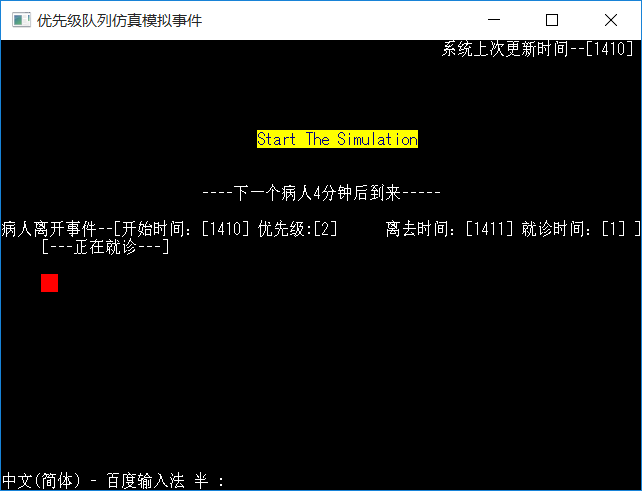 优先级队列仿真模拟事件
系统上次更新时间--[1410]
Start The Simulation
----下一个病人4分钟后到来-----
病人离开事件--[开始时间: [1410] 优先级:[2] 离去时间: [1411] 就诊时间: [1] ]
[---正在就诊---]
中文(简体) - 百度输入法 半 :